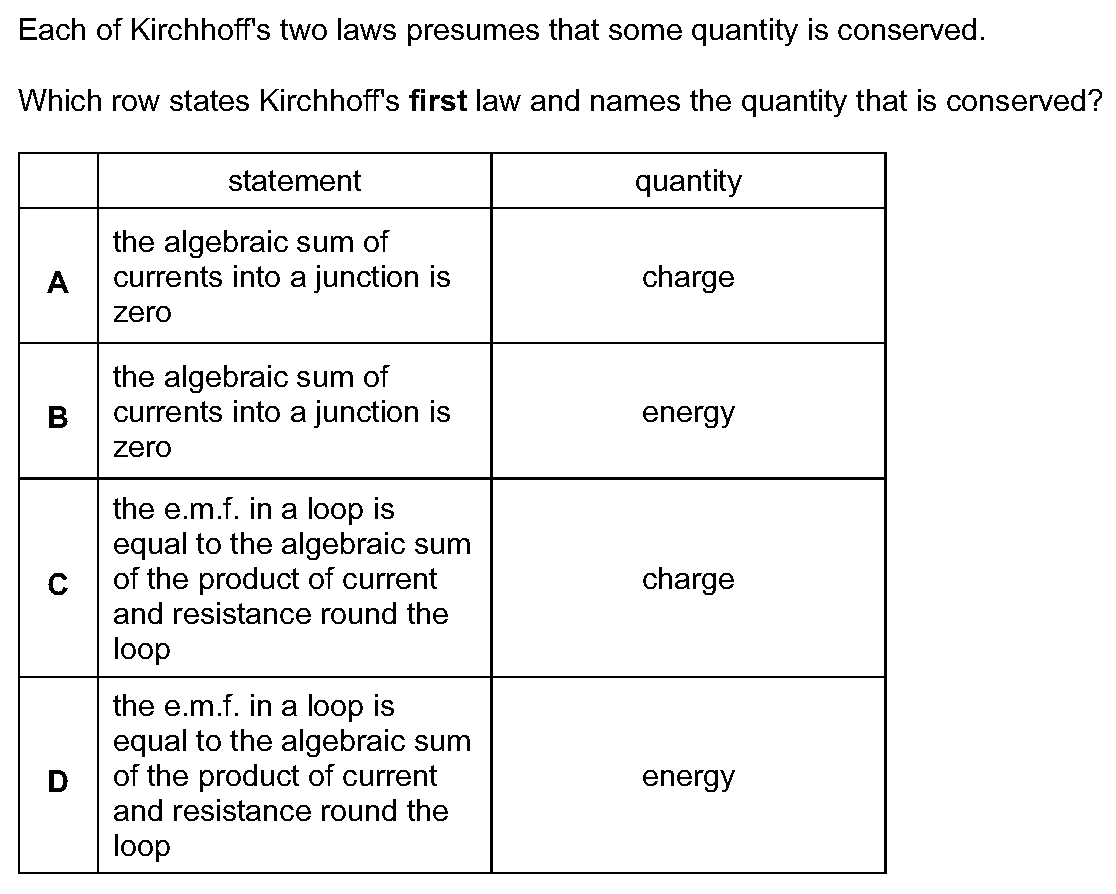 Each of Kirchhoff's two laws presumes that some quantity is conserved.
Which row states Kirchhoff's first law and names the quantity that is conserved?
statement quantity
A
the algebraic sum of
currents into a junction is
zero
charge
B
the algebraic sum of
currents into a junction is
zero
energy
C
the e.m.f. in a loop is
equal to the algebraic sum
of the product of current
and resistance round the
loop
charge
D
the e.m.f. in a loop is
equal to the algebraic sum
of the product of current
and resistance round the
loop
energy